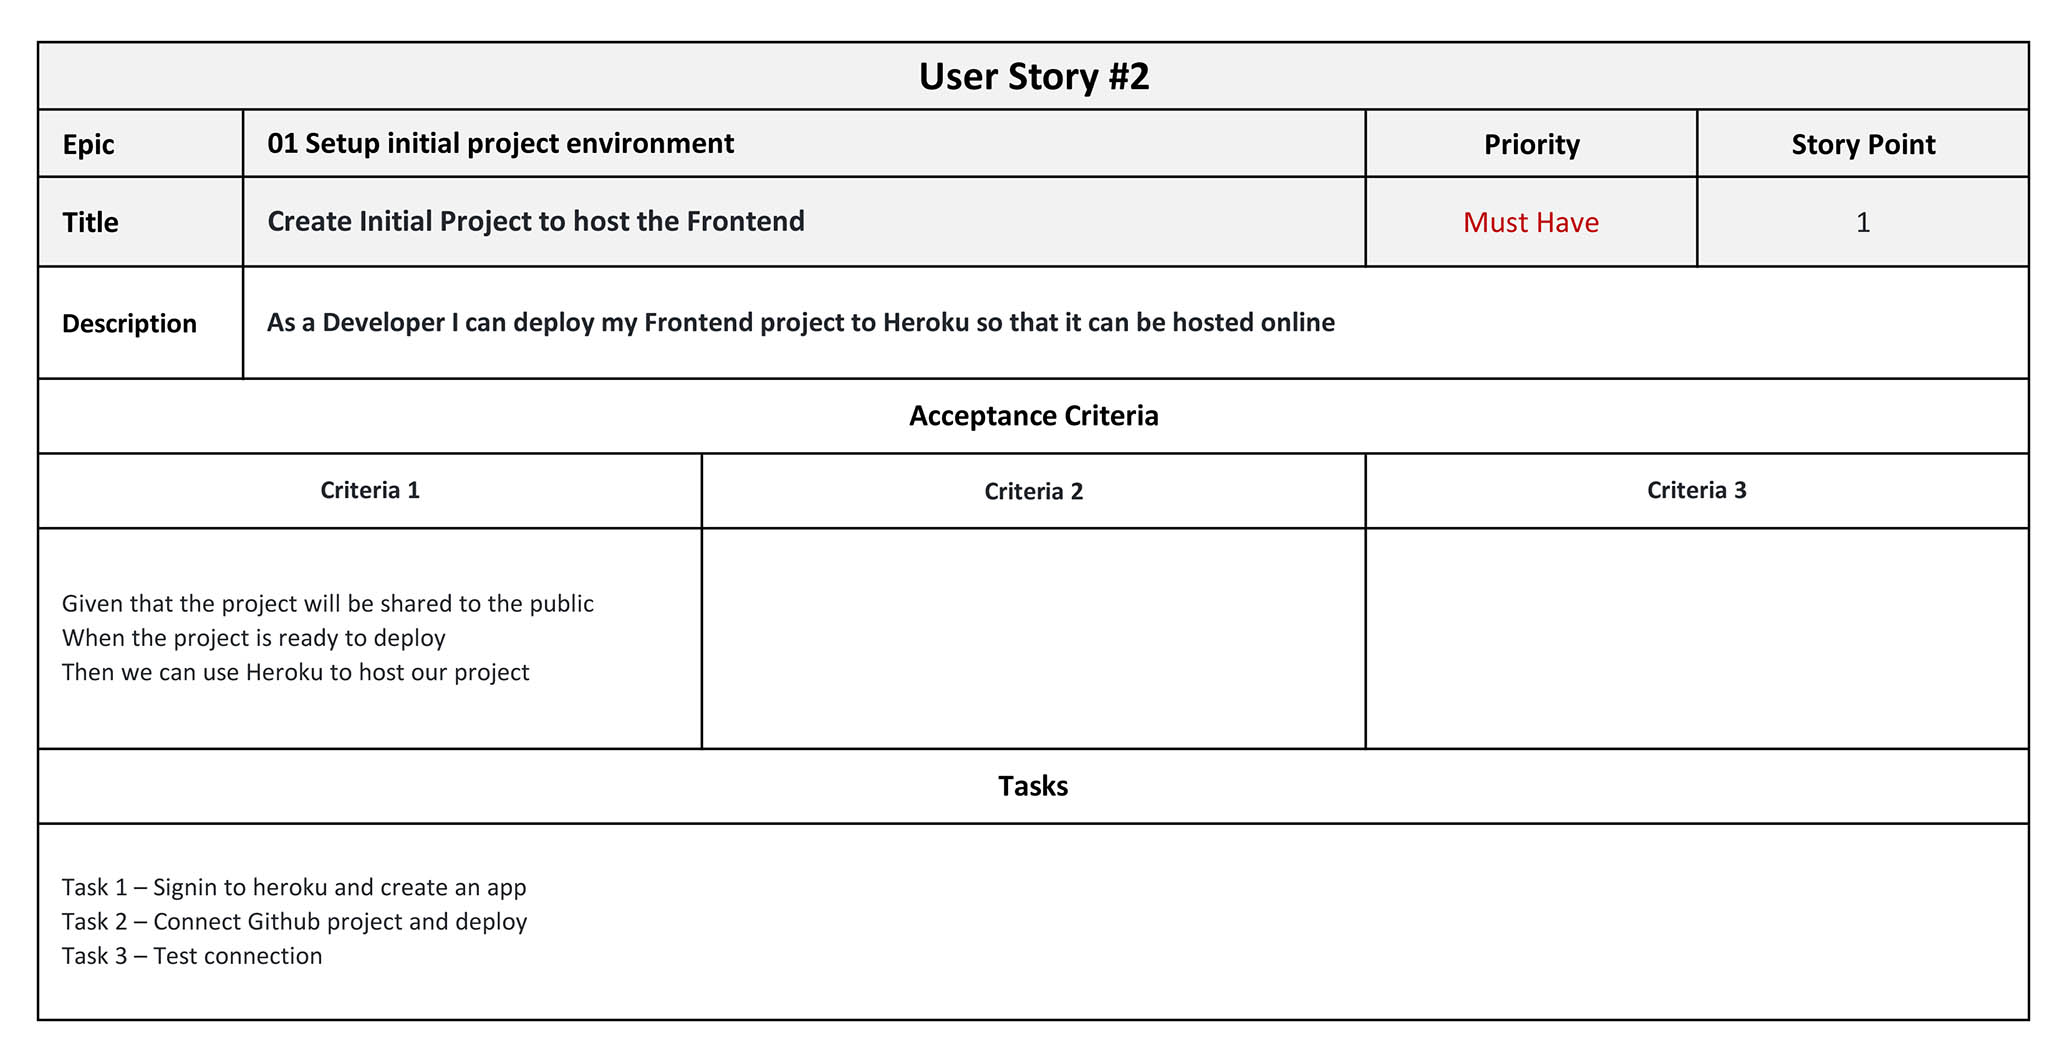 User Story #2
Epic
01 Setup initial project environment
Priority
Story Point
Title
Create Initial Project to host the Frontend
Must Have
1
Description
As a Developer I can deploy my Frontend project to Heroku so that it can be hosted online
Acceptance Criteria
Criteria 1
Criteria 2
Criteria 3
Given that the project will be shared to the public
When the project is ready to deploy
Then we can use Heroku to host our project
Tasks
Task 1 – Signin to heroku and create an app
Task 2 – Connect Github project and deploy
Task 3 – Test connection